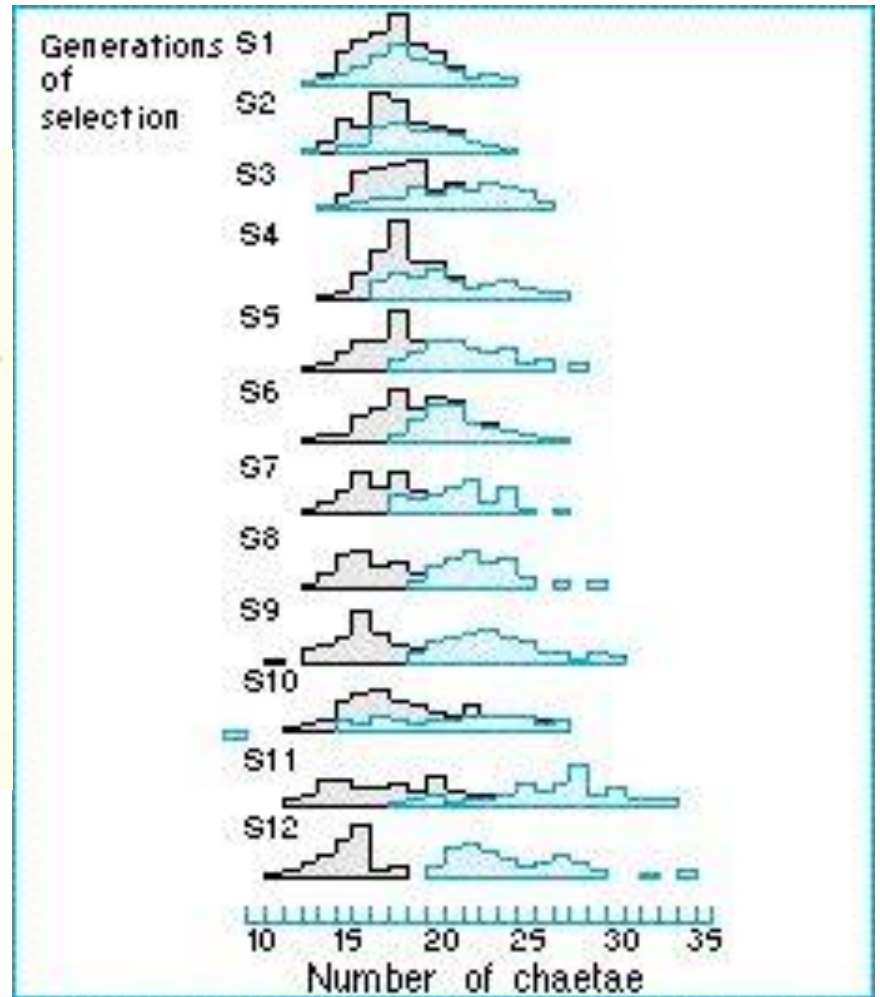 Generations
of
selection
S1
S2
S3
S4
S5
S6
S7
S8
S9
S10
S11
S12
10 15 20 25 30 35
Number of chaetae